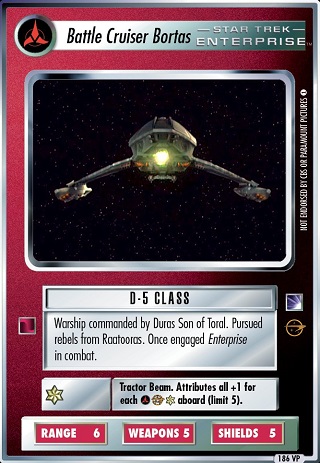 Battle Cruiser Bortas
STAR TREK
ENTERPRISE™
NOT ENDORSED BY CBS OR PARAMOUNT PICTURES
D-5 CLASS
Warship commanded by Duras Son of Toral. Pursued
rebels from Raatooras. Once engaged Enterprise
in combat.
Tractor Beam. Attributes all +1 for
each aboard (limit 5).
RANGE 6
WEAPONS 5
SHIELDS 5
186 VP